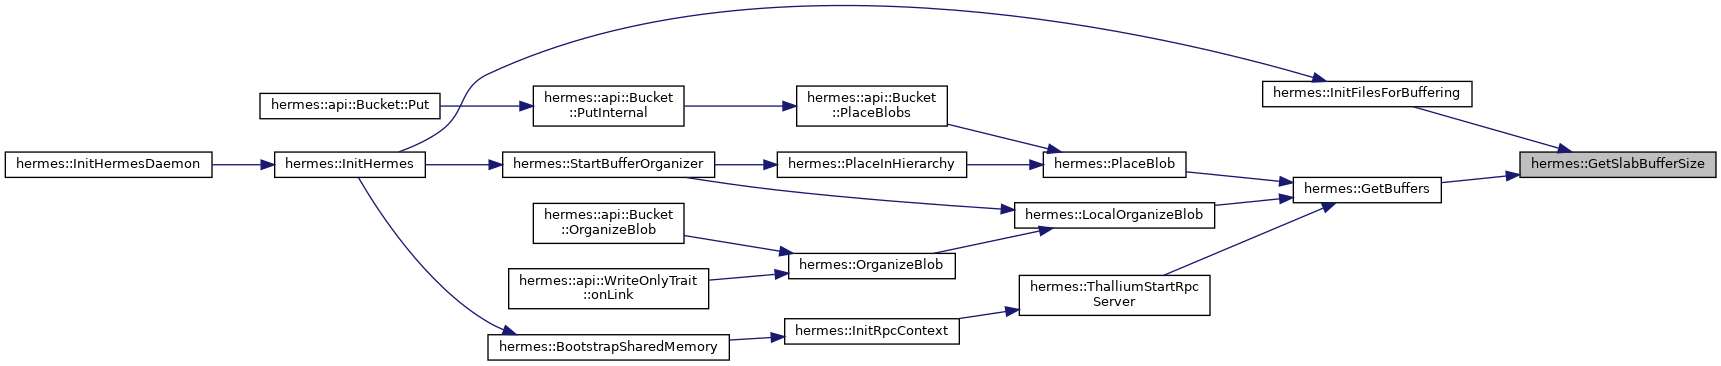 hermes::InitFilesForBuffering
hermes::api::Bucket::Put
hermes::api::Bucket
::PutInternal
hermes::api::Bucket
::PlaceBlobs
hermes::InitHermesDaemon
hermes::InitHermes
hermes::StartBufferOrganizer
hermes::PlaceInHierarchy
hermes::PlaceBlob
hermes::GetSlabBufferSize
hermes::GetBuffers
hermes::api::Bucket
::OrganizeBlob
hermes::LocalOrganizeBlob
hermes::OrganizeBlob
hermes::api::WriteOnlyTrait
::onLink
hermes::ThalliumStartRpc
Server
hermes::InitRpcContext
hermes::BootstrapSharedMemory